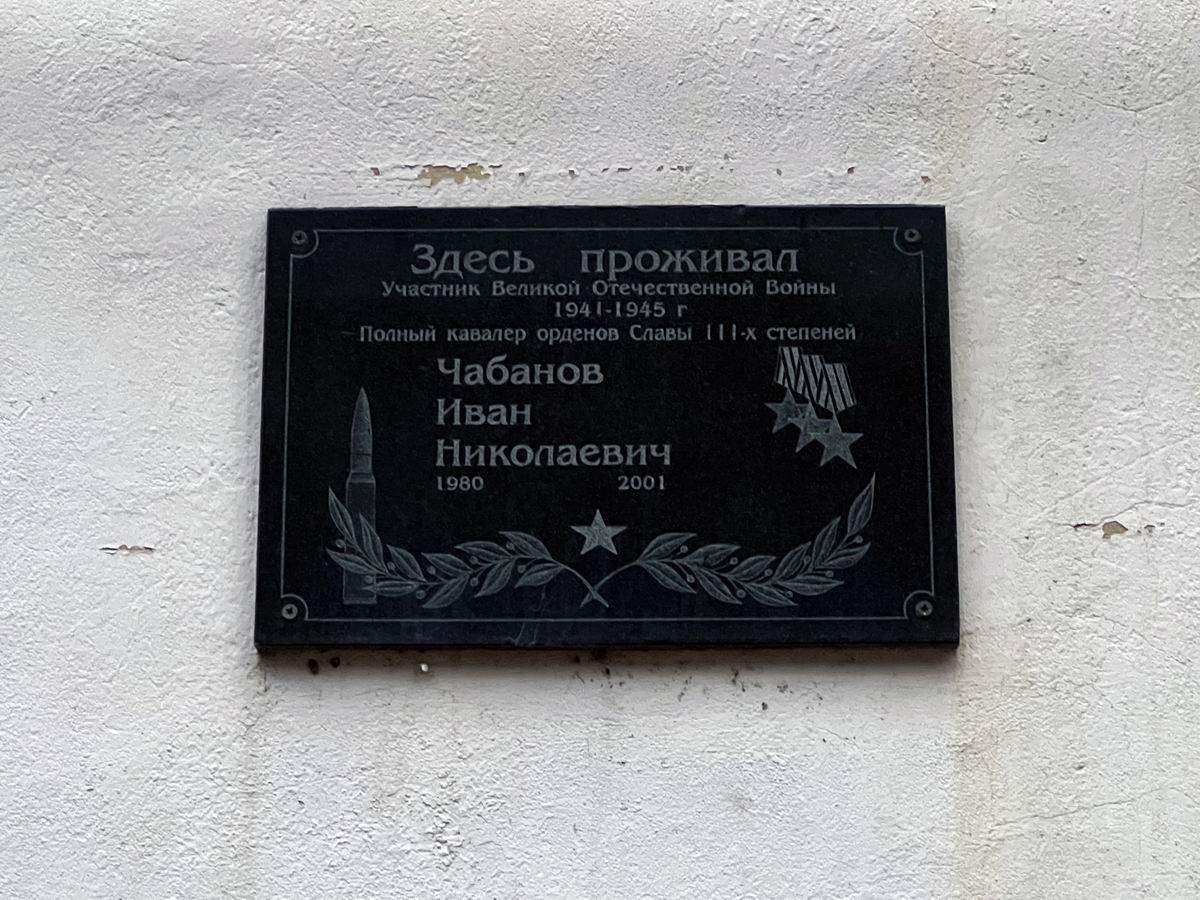 Здесь проживал
Участник Великой Отечественной Войны
1941-1945 г
Полный кавалер орденов Славы III-х степеней
Чабанов
Иван
Николаевич
1980 2001